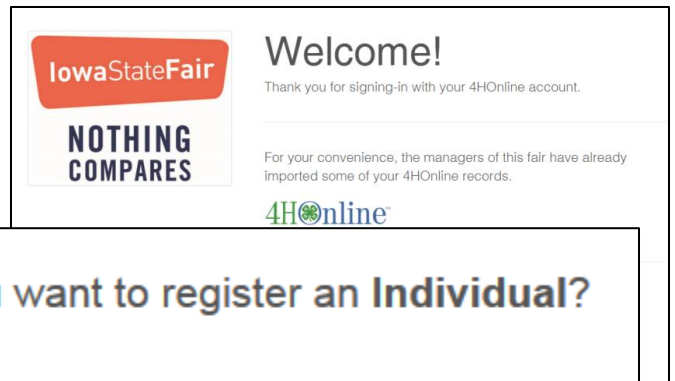 IowaStateFair
NOTHING
COMPARES
Welcome!
Thank you for signing-in with your 4HOnline account.
For your convenience, the managers of this fair have already
imported some of your 4HOnline records.
4HOnline
want to register an Individual?